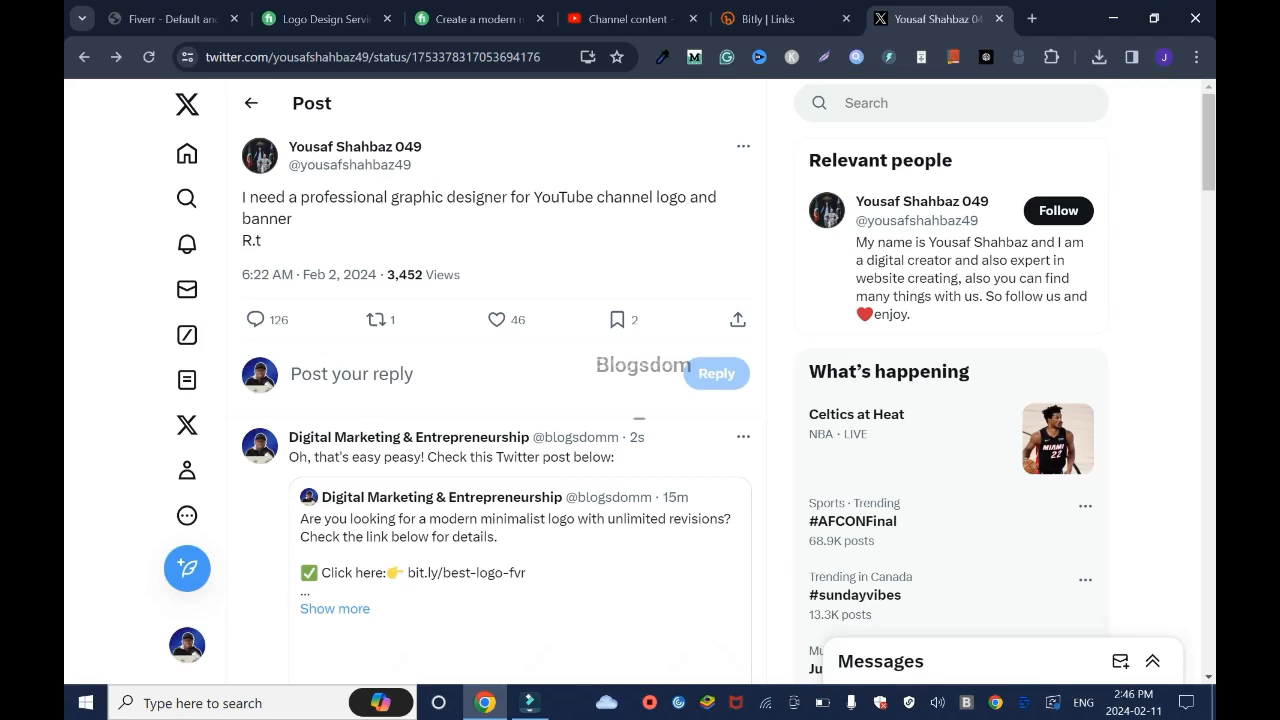 Fiverr - Default and
Logo Design Servi
Create a modern m
Channel content -
Bitly | Links
Yousaf Shahbaz 04
twitter.com/yousafshahbaz49/status/1753378317053694176
J
Post
Search
Yousaf Shahbaz 049
@yousafshahbaz49
I need a professional graphic designer for YouTube channel logo and
banner
R.t
6:22 AM · Feb 2, 2024 · 3,452 Views
126
1
46
2
Post your reply
Blogsdom
Reply
Digital Marketing & Entrepreneurship @blogsdomm · 2s
Oh, that's easy peasy! Check this Twitter post below:
Digital Marketing & Entrepreneurship @blogsdomm · 15m
Are you looking for a modern minimalist logo with unlimited revisions?
Check the link below for details.
✅ Click here:👉 bit.ly/best-logo-fvr
...
Show more
Relevant people
Yousaf Shahbaz 049
@yousafshahbaz49
Follow
My name is Yousaf Shahbaz and I am
a digital creator and also expert in
website creating, also you can find
many things with us. So follow us and
❤️enjoy.
What's happening
Celtics at Heat
NBA · LIVE
Sports · Trending
#AFCONFinal
68.9K posts
Trending in Canada
#sundayvibes
13.3K posts
Mu
Ju
Messages
Type here to search
ENG
2:46 PM
2024-02-11